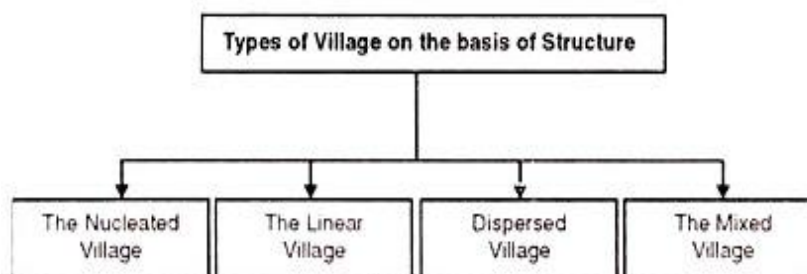 Types of Village on the basis of Structure
The Nucleated
Village
The Linear
Village
Dispersed
Village
The Mixed
Village